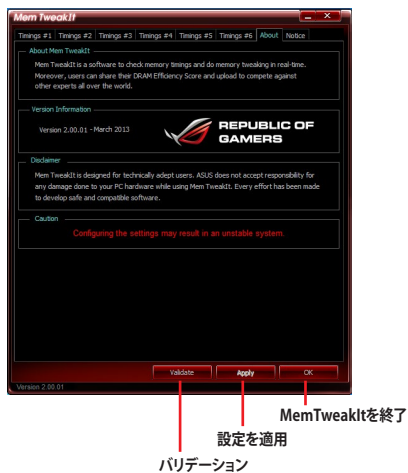 Mem TweakIt
Timings #1 Timings #2 Timings #3 Timings #4 Timings #5 Timings #6 About Notice
About Mem TweakIt
Mem TweakIt is a software to check memory timings and do memory tweaking in real-time.
Moreover, users can share their DRAM Efficiency Score and upload to compete against
other experts all over the world.
Version Information
Version 2.00.01 - March 2013
REPUBLIC OF
GAMERS
Disclaimer
Mem TweakIt is designed for technically adept users. ASUS does not accept responsibility for
any damage done to your PC hardware while using Mem TweakIt. Every effort has been made
to develop safe and compatible software.
Caution
Configuring the settings may result in an unstable system
Validate Apply OK
Version 2.00.01
MemTweakItを終了
設定を適用
バリデーション